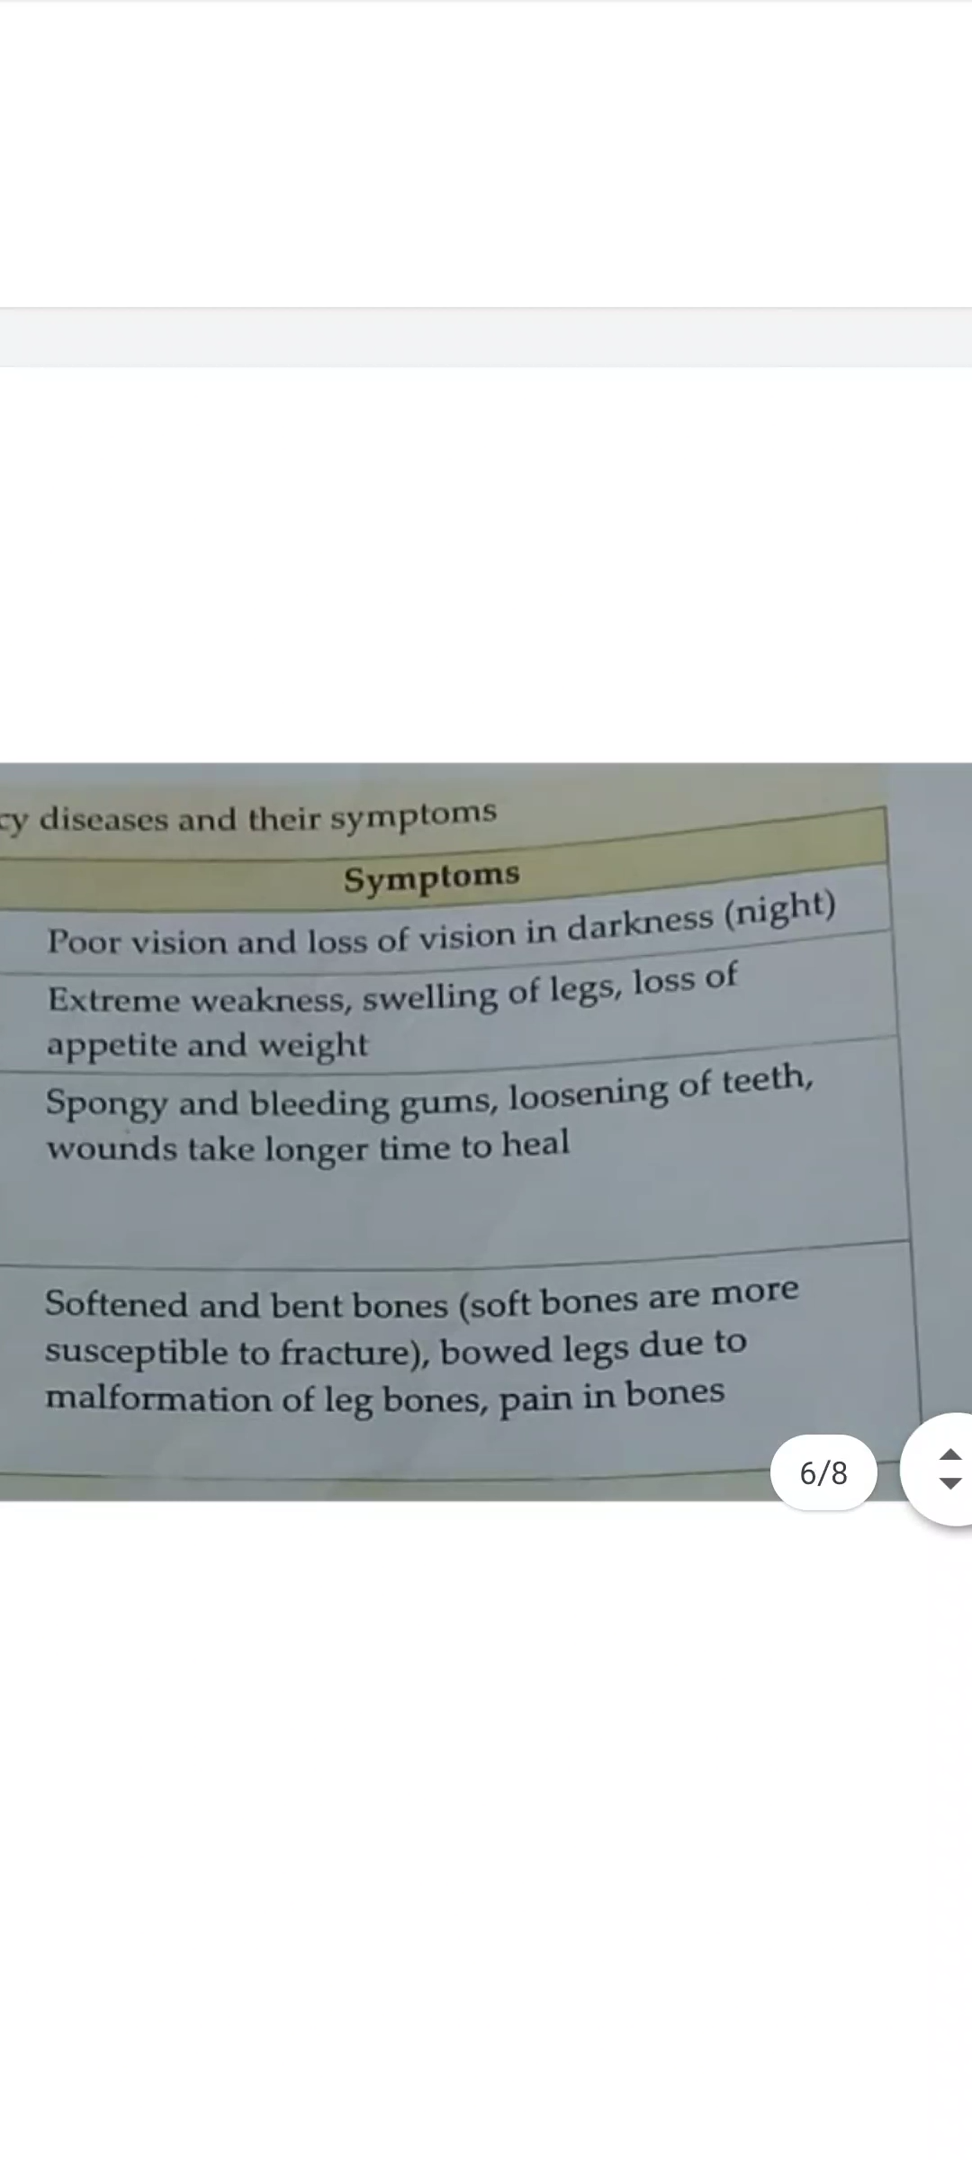 cy diseases and their symptoms
Symptoms
Poor vision and loss of vision in darkness (night)
Extreme weakness, swelling of legs, loss of
appetite and weight
Spongy and bleeding gums, loosening of teeth,
wounds take longer time to heal
Softened and bent bones (soft bones are more
susceptible to fracture), bowed legs due to
malformation of leg bones, pain in bones
6/8